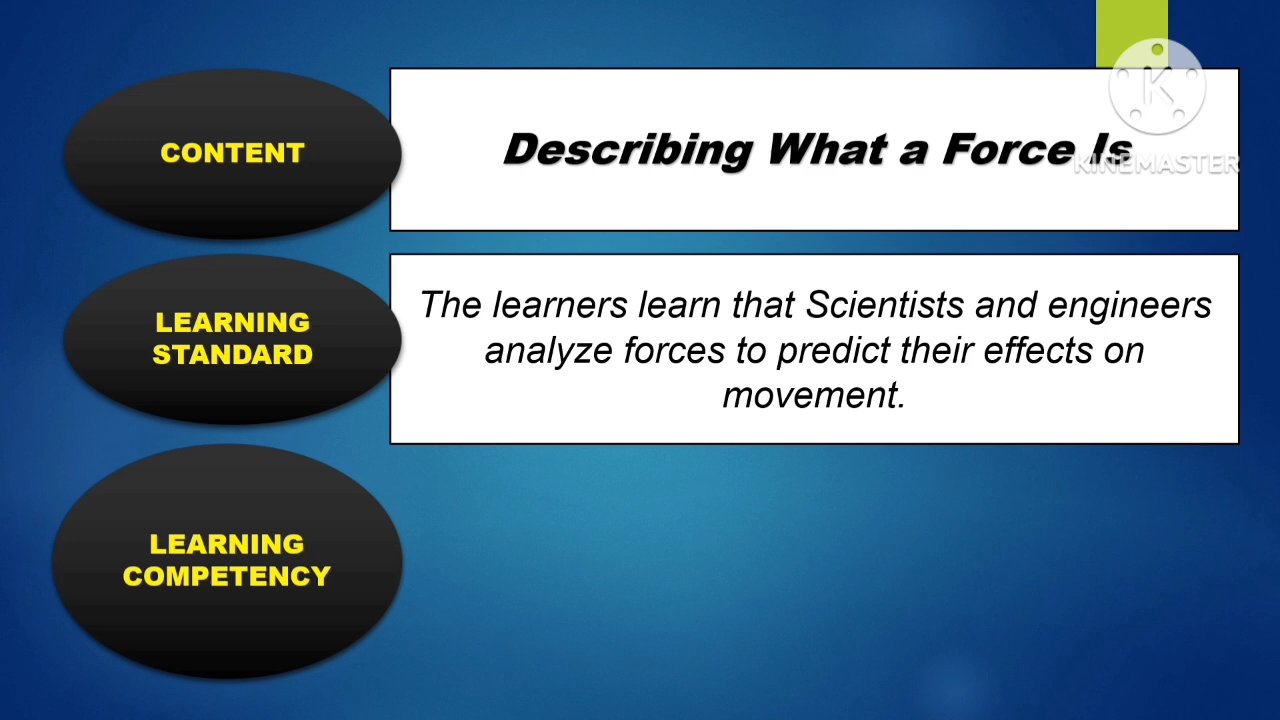 CONTENT
Describing What a Force Is
K
KINEMASTER
LEARNING
STANDARD
The learners learn that Scientists and engineers
analyze forces to predict their effects on
movement.
LEARNING
COMPETENCY